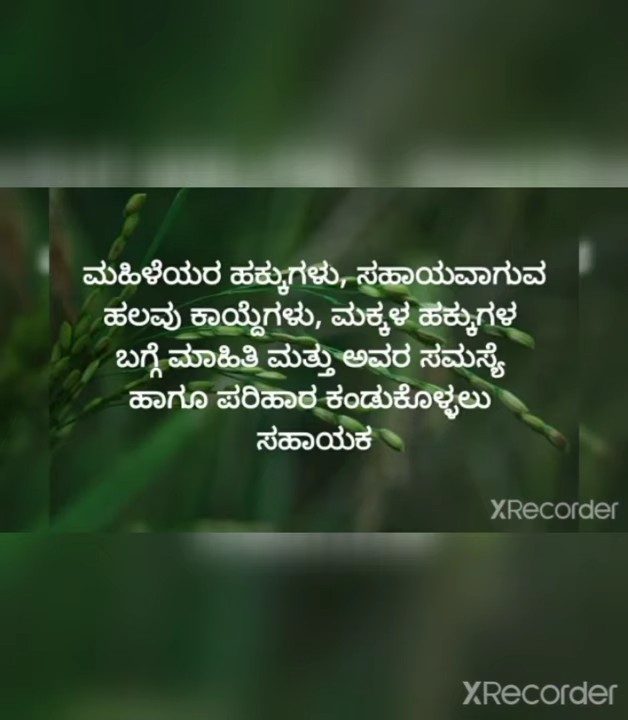 ಮಹಿಳೆಯರ ಹಕ್ಕುಗಳು, ಸಹಾಯವಾಗುವ
ಹಲವು ಕಾಯ್ದೆಗಳು, ಮಕ್ಕಳ ಹಕ್ಕುಗಳ
ಬಗ್ಗೆ ಮಾಹಿತಿ ಮತ್ತು ಅವರ ಸಮಸ್ಯೆ
ಹಾಗೂ ಪರಿಹಾರ ಕಂಡುಕೊಳ್ಳಲು
ಸಹಾಯಕ
XRecorder
XRecorder